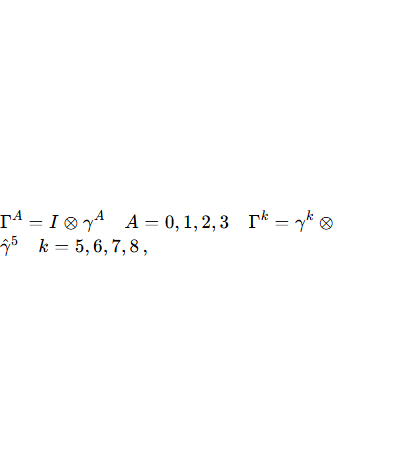 Γ^A = I ⊗ γ^A A = 0, 1, 2, 3 Γ^k = γ^k ⊗
γ̂^5 k = 5, 6, 7, 8 ,